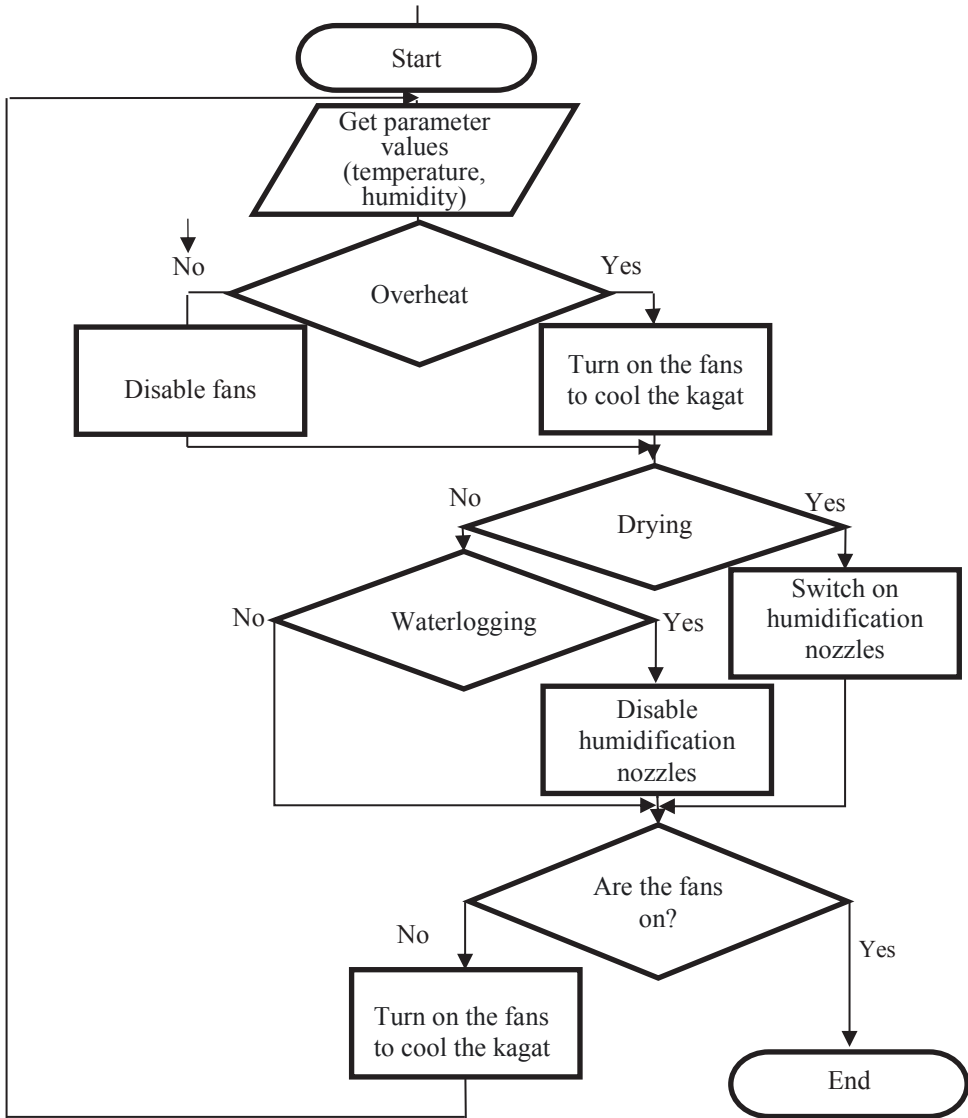 Start
Get parameter
values
(temperature,
humidity)
No
Yes
Overheat
Disable fans
Turn on the fans
to cool the kagat
No
Yes
Drying
No
Waterlogging
Yes
Switch on
humidification
nozzles
Disable
humidification
nozzles
Are the fans
on?
No
Yes
Turn on the fans
to cool the kagat
End